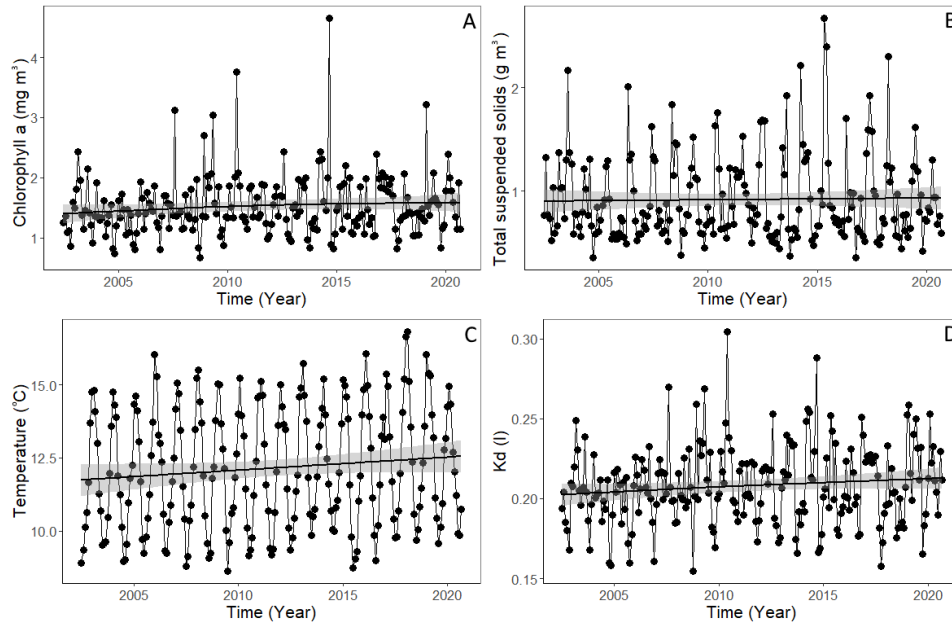 A
Chlorophyll a (mg m³)
4
3
2
1
2005 2010 2015 2020
Time (Year)
B
Total suspended solids (g m³)
2
1
2005 2010 2015 2020
Time (Year)
C
Temperature (°C)
15.0
12.5
10.0
2005 2010 2015 2020
Time (Year)
D
Kd (l)
0.30
0.25
0.20
0.15
2005 2010 2015 2020
Time (Year)